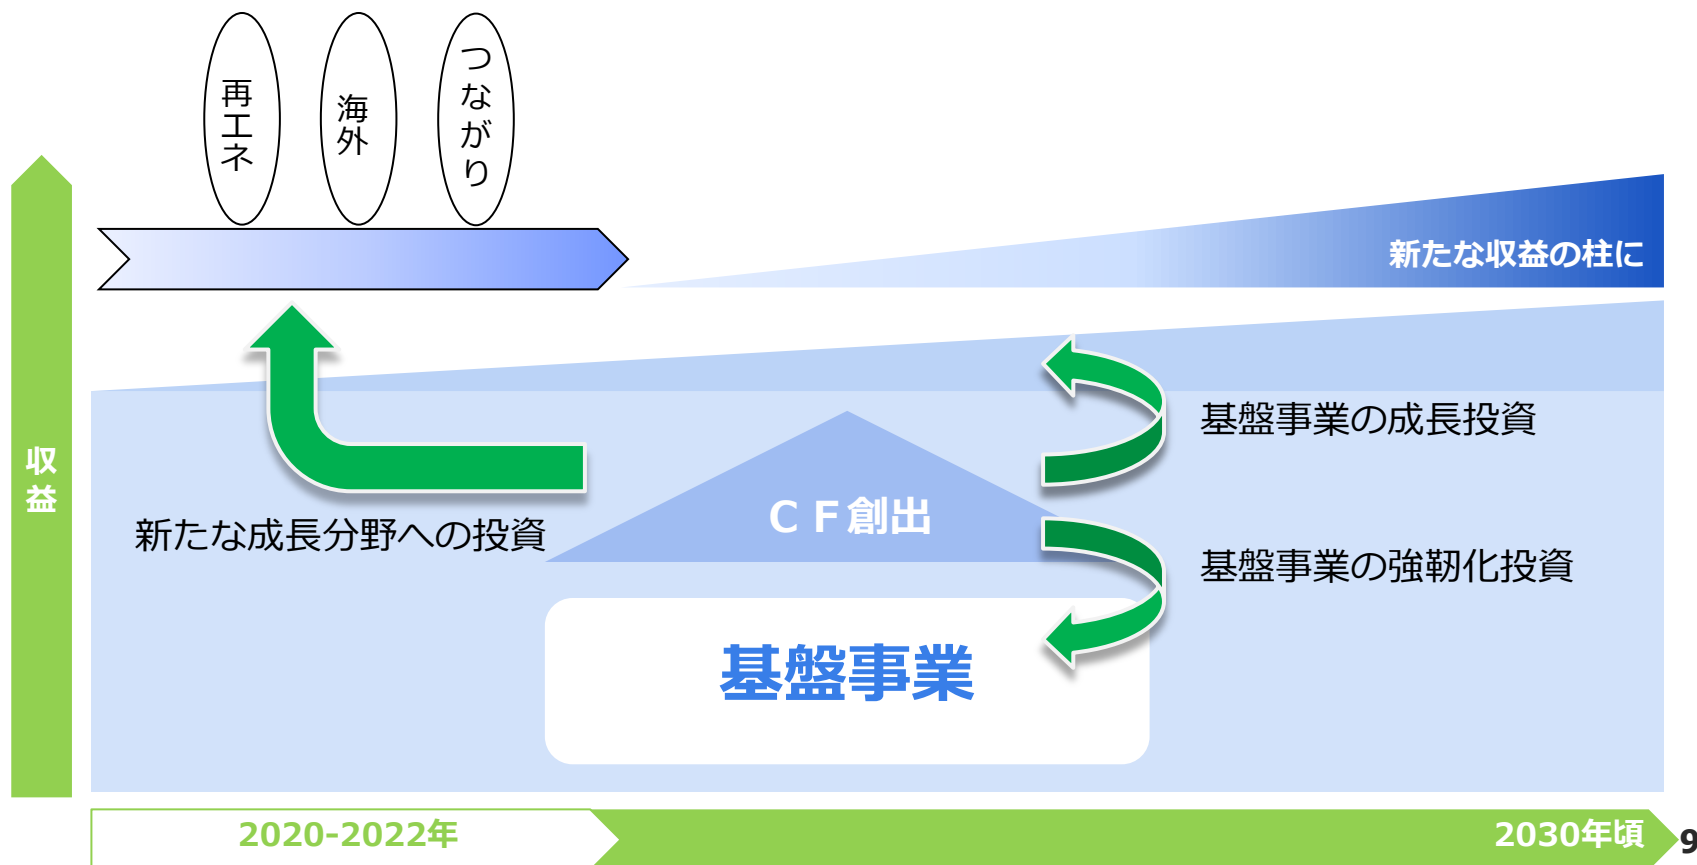 再エネ
海外
つながり
新たな収益の柱に
収益
基盤事業の成長投資
ＣＦ創出
新たな成長分野への投資
基盤事業の強靭化投資
基盤事業
2020-2022年
2030年頃
9